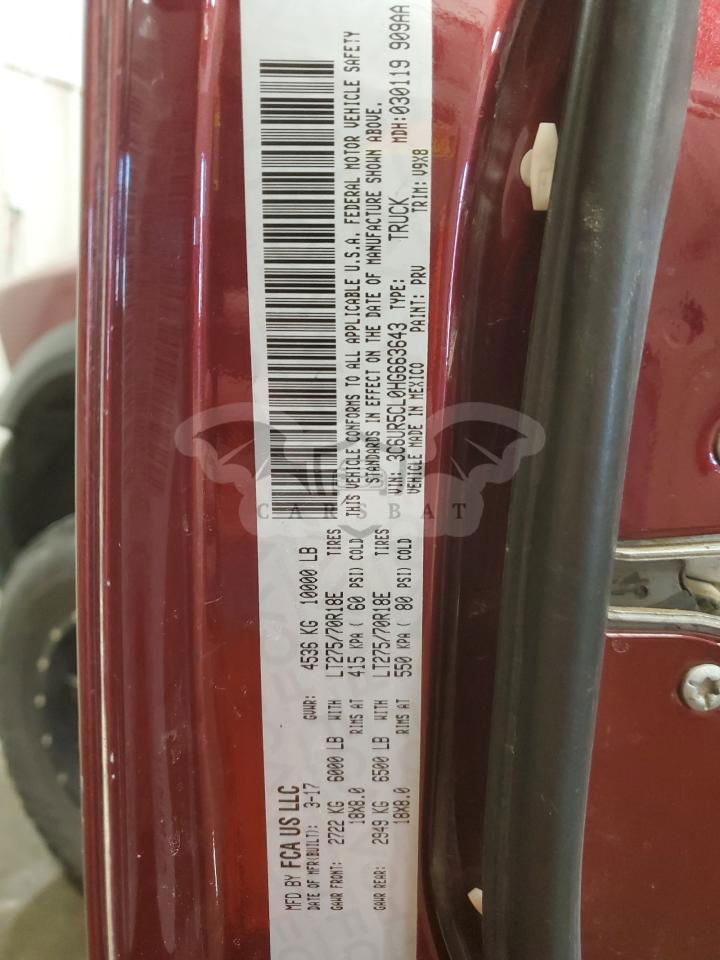 MFD BY FCA US LLC
DATE OF MFR(BUILT): 3-17 GVWR: 4536 KG 10000 LB
GAWR FRONT: 2722 KG 6000 LB WITH LT275/70R18E TIRES
18X8.0 RIMS AT 415 KPA ( 60 PSI) COLD
GAWR REAR: 2949 KG 6500 LB WITH LT275/70R18E TIRES
18X8.0 RIMS AT 550 KPA ( 80 PSI) COLD
THIS VEHICLE CONFORMS TO ALL APPLICABLE U.S.A. FEDERAL MOTOR VEHICLE SAFETY
STANDARDS IN EFFECT ON THE DATE OF MANUFACTURE SHOWN ABOVE.
VIN: 3C6UR5CL0HG663643 TYPE: TRUCK MDH:030119 909AA
VEHICLE MADE IN MEXICO PAINT: PRV TRIM: V9X8
CARSBAT